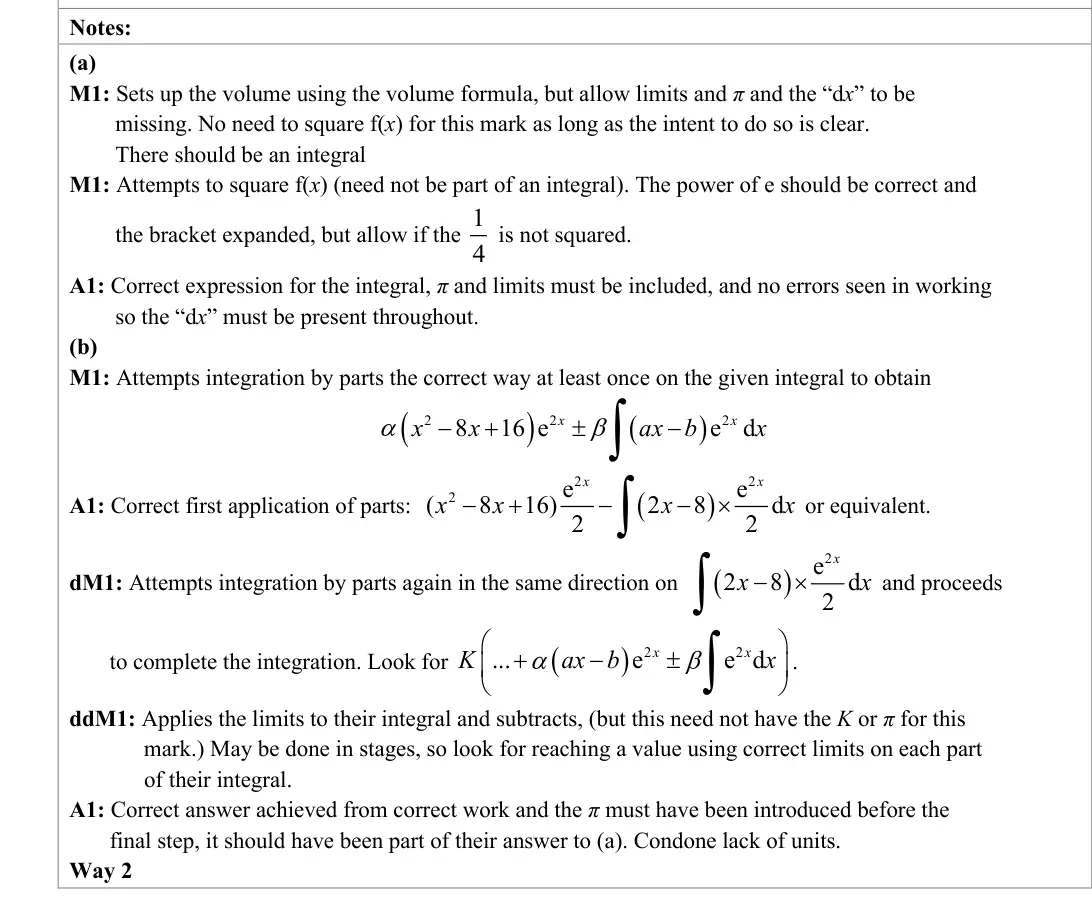 Notes:
(a)
M1: Sets up the volume using the volume formula, but allow limits and π and the “dx” to be
missing. No need to square f(x) for this mark as long as the intent to do so is clear.
There should be an integral
M1: Attempts to square f(x) (need not be part of an integral). The power of e should be correct and
the bracket expanded, but allow if the 1/4 is not squared.
A1: Correct expression for the integral, π and limits must be included, and no errors seen in working
so the “dx” must be present throughout.
(b)
M1: Attempts integration by parts the correct way at least once on the given integral to obtain
α(x² − 8x + 16)e²ˣ ± β∫(ax − b)e²ˣ dx
A1: Correct first application of parts: (x² − 8x + 16) e²ˣ/2 − ∫(2x − 8) × e²ˣ/2 dx or equivalent.
dM1: Attempts integration by parts again in the same direction on ∫(2x − 8) × e²ˣ/2 dx and proceeds
to complete the integration. Look for K(... + α(ax − b)e²ˣ ± β∫e²ˣdx).
ddM1: Applies the limits to their integral and subtracts, (but this need not have the K or π for this
mark.) May be done in stages, so look for reaching a value using correct limits on each part
of their integral.
A1: Correct answer achieved from correct work and the π must have been introduced before the
final step, it should have been part of their answer to (a). Condone lack of units.
Way 2